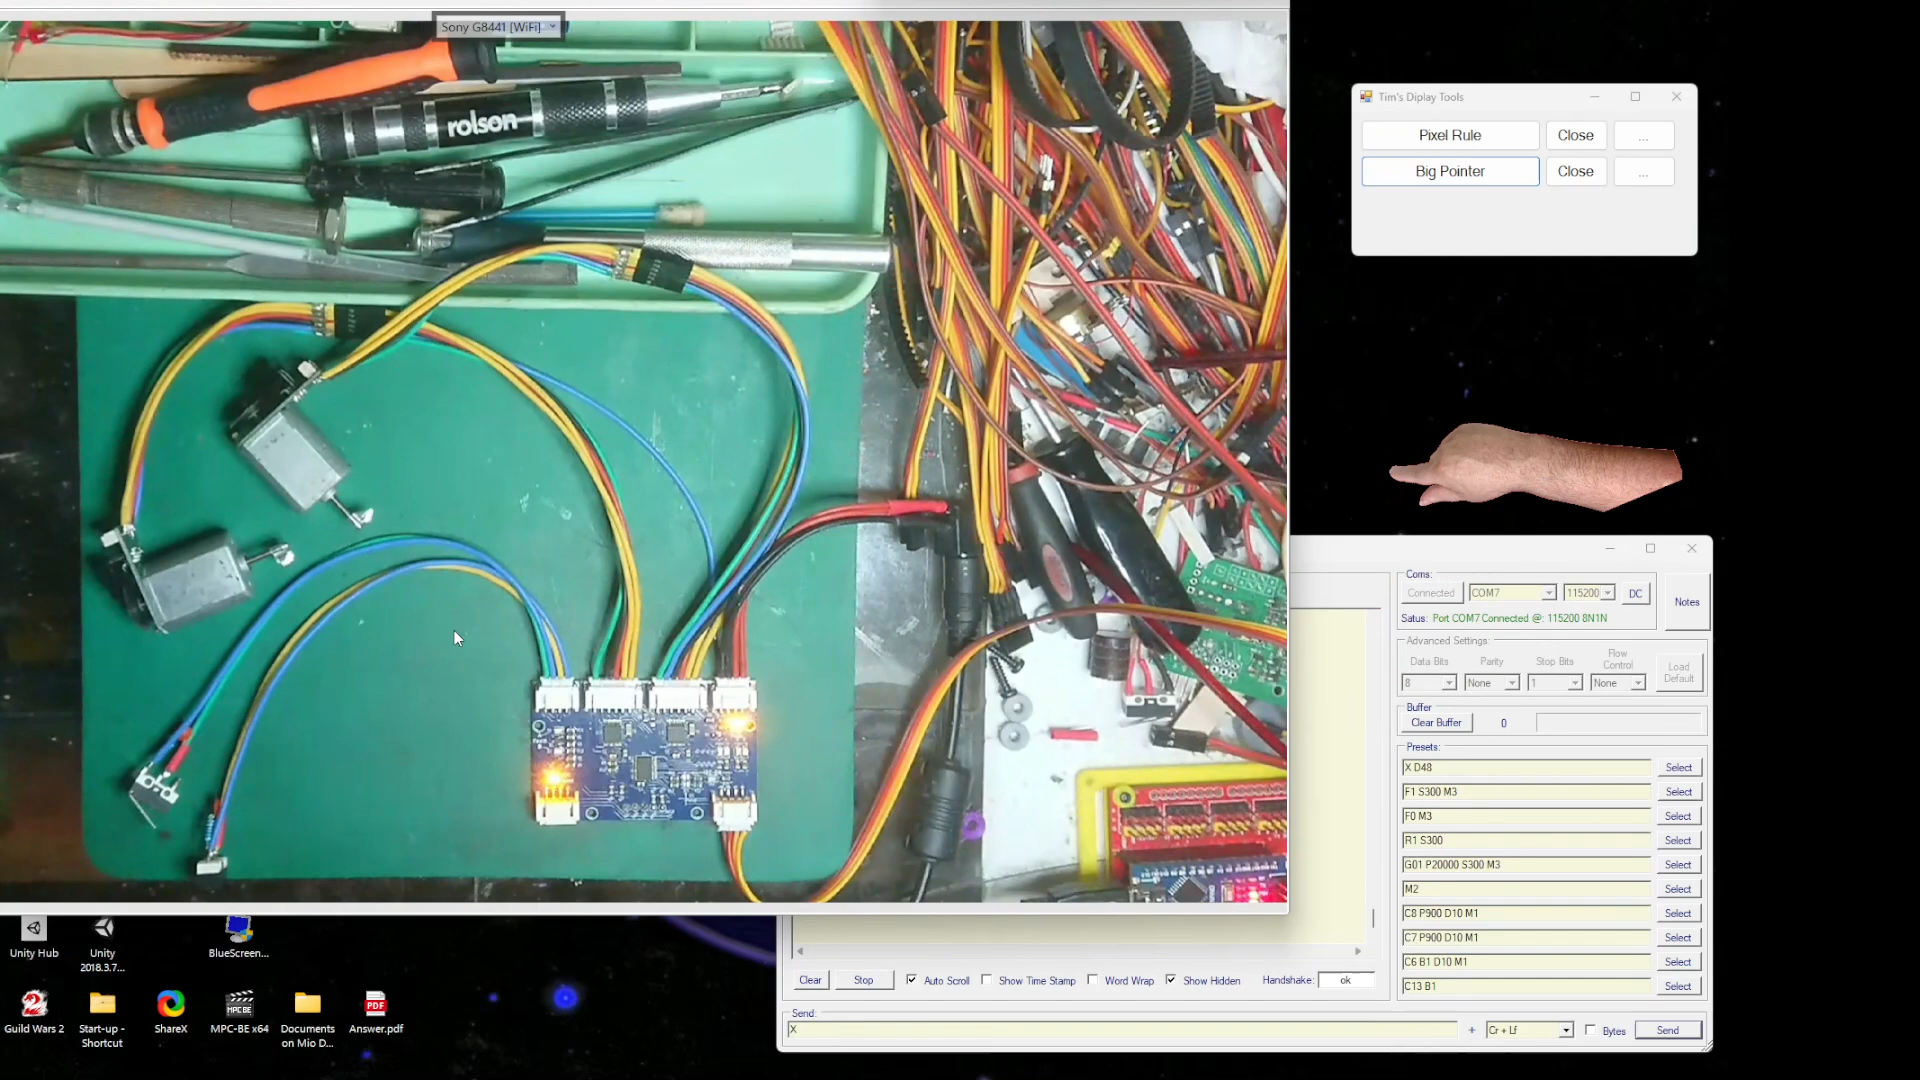 Sony G8441 [WiFi]
rolson
Tim's Diplay Tools
Pixel Rule
Close
...
Big Pointer
Close
...
Coms:
Connected
COM7
115200
DC
Notes
Satus:
Port COM7 Connected @: 115200 8N1N
Advanced Settings:
Data Bits
Parity
Stop Bits
Flow
Control
Load
Default
8
None
1
None
Buffer
Clear Buffer
0
Presets:
X D48
Select
F1 S300 M3
Select
F0 M3
Select
R1 S300
Select
G01 P20000 S300 M3
Select
M2
Select
C8 P900 D10 M1
Select
C7 P900 D10 M1
Select
C6 B1 D10 M1
Select
C13 B1
Select
Clear
Stop
Auto Scroll
Show Time Stamp
Word Wrap
Show Hidden
Handshake:
ok
Send:
X
+
Cr + Lf
Bytes
Send
Unity Hub
Unity
2018.3.7...
BlueScreen...
Guild Wars 2
Start-up -
Shortcut
ShareX
MPC-BE
MPC-BE x64
Documents
on Mio D...
PDF
Answer.pdf